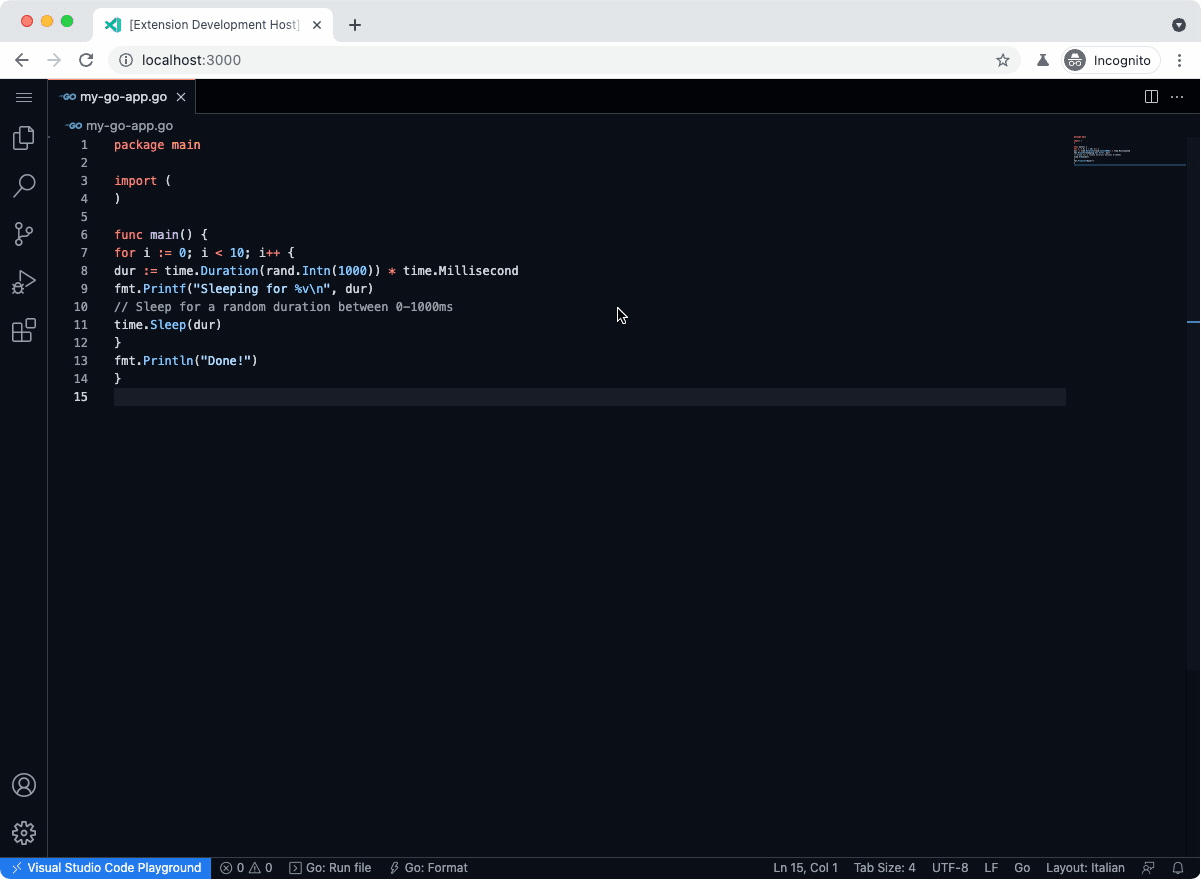 [Extension Development Host]
localhost:3000
Incognito
GO my-go-app.go
GO my-go-app.go
1 package main
2
3 import (
4 )
5
6 func main() {
7 for i := 0; i < 10; i++ {
8 dur := time.Duration(rand.Intn(1000)) * time.Millisecond
9 fmt.Printf("Sleeping for %v\n", dur)
10 // Sleep for a random duration between 0-1000ms
11 time.Sleep(dur)
12 }
13 fmt.Println("Done!")
14 }
15
Visual Studio Code Playground 0 0 Go: Run file Go: Format Ln 15, Col 1 Tab Size: 4 UTF-8 LF Go Layout: Italian